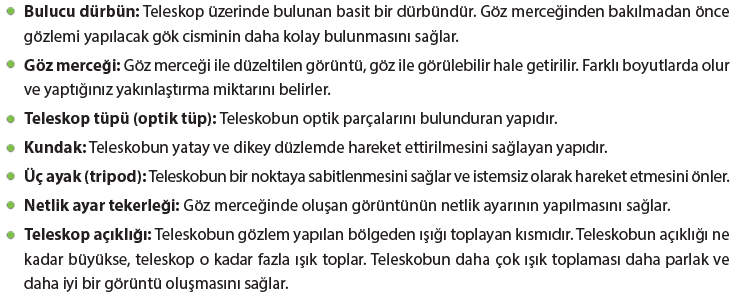 • Bulucu dürbün: Teleskop üzerinde bulunan basit bir dürbündür. Göz merceğinden bakılmadan önce
gözlemi yapılacak gök cisminin daha kolay bulunmasını sağlar.
• Göz merceği: Göz merceği ile düzeltilen görüntü, göz ile görülebilir hale getirilir. Farklı boyutlarda olur
ve yaptığınız yakınlaştırma miktarını belirler.
• Teleskop tüpü (optik tüp): Teleskobun optik parçalarını bulunduran yapıdır.
• Kundak: Teleskobun yatay ve dikey düzlemde hareket ettirilmesini sağlayan yapıdır.
• Üç ayak (tripod): Teleskobun bir noktaya sabitlenmesini sağlar ve istemsiz olarak hareket etmesini önler.
• Netlik ayar tekerleği: Göz merceğinde oluşan görüntünün netlik ayarının yapılmasını sağlar.
• Teleskop açıklığı: Teleskobun gözlem yapılan bölgeden ışığı toplayan kısmıdır. Teleskobun açıklığı ne
kadar büyükse, teleskop o kadar fazla ışık toplar. Teleskobun daha çok ışık toplaması daha parlak ve
daha iyi bir görüntü oluşmasını sağlar.